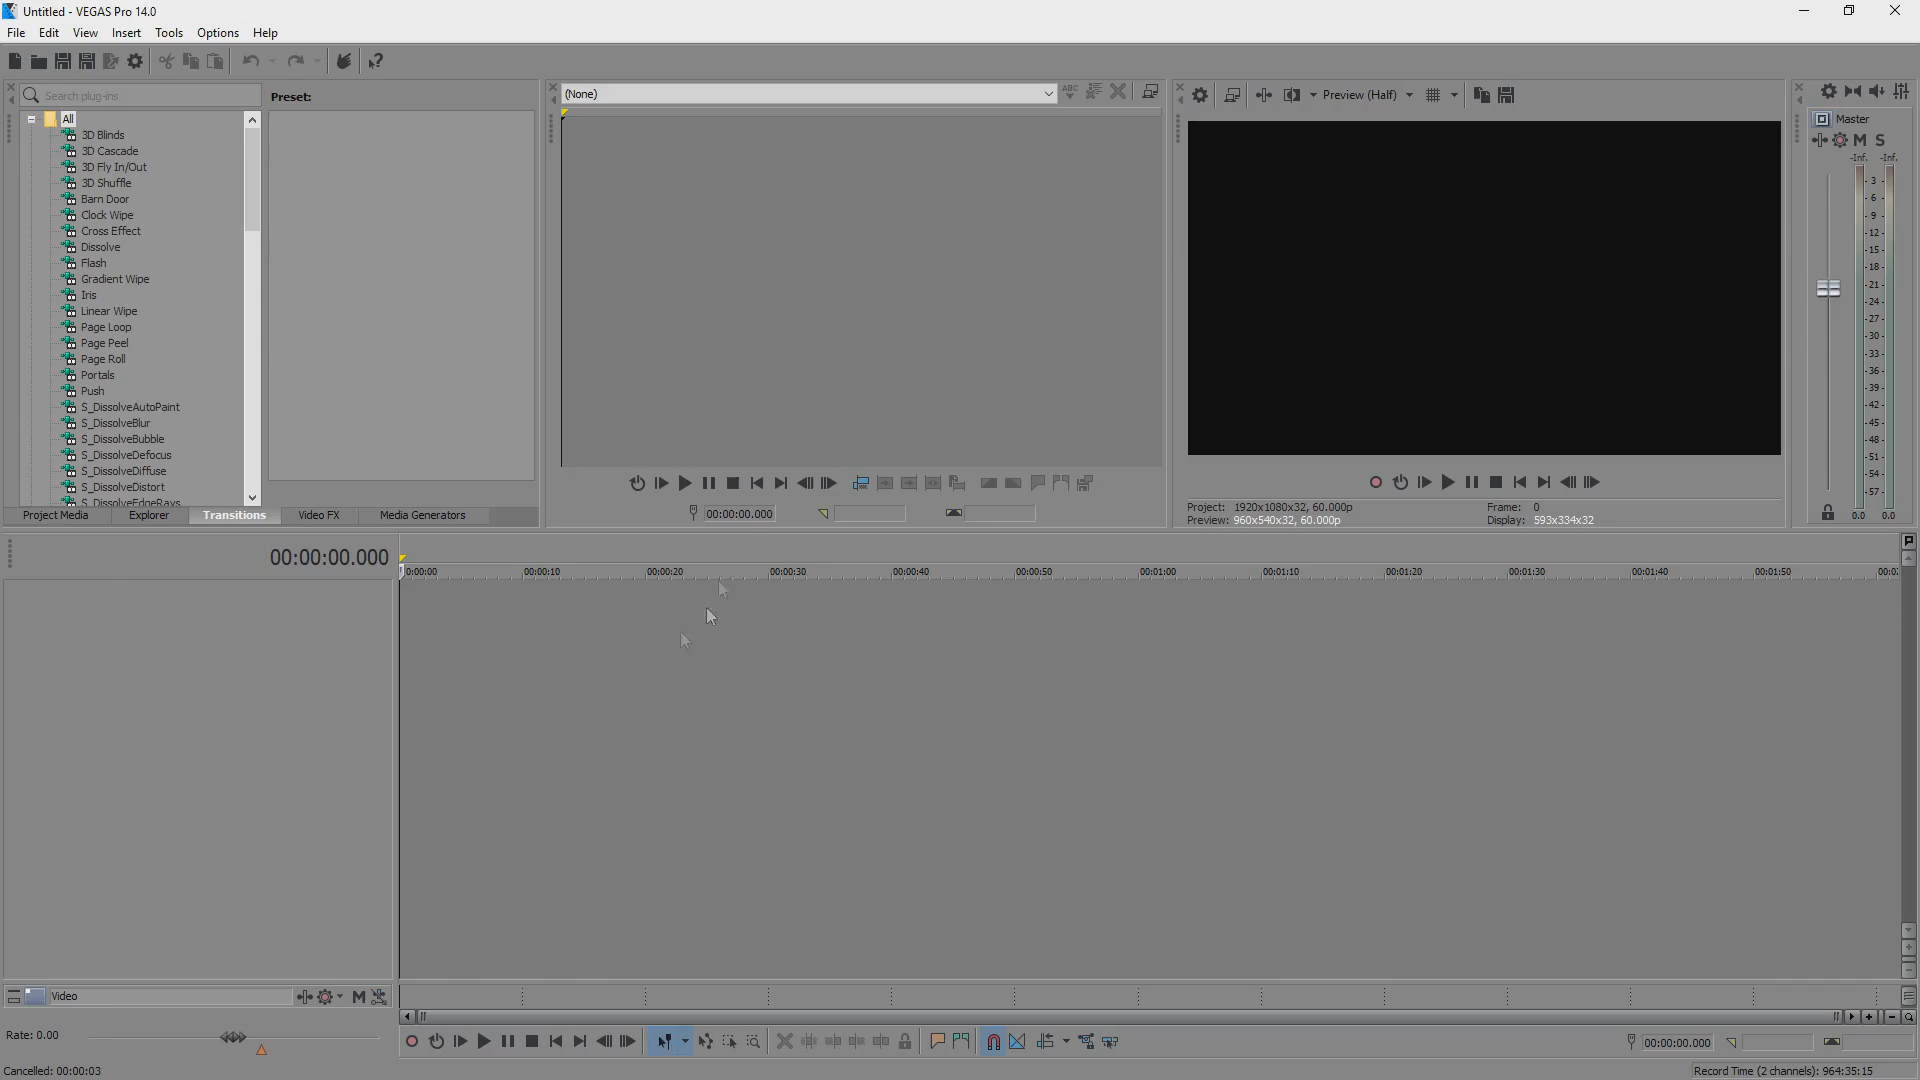 Untitled - VEGAS Pro 14.0
File Edit View Insert Tools Options Help
Search plug-ins
Preset:
All
3D Blinds
3D Cascade
3D Fly In/Out
3D Shuffle
Barn Door
Clock Wipe
Cross Effect
Dissolve
Flash
Gradient Wipe
Iris
Linear Wipe
Page Loop
Page Peel
Page Roll
Portals
Push
S_DissolveAutoPaint
S_DissolveBlur
S_DissolveBubble
S_DissolveDefocus
S_DissolveDiffuse
S_DissolveDistort
S_DissolveEdgeRays
Project Media Explorer Transitions Video FX Media Generators
(None)
ABC
00:00:00.000
Preview (Half)
Project: 1920x1080x32, 60.000p
Preview: 960x540x32, 60.000p
Frame: 0
Display: 593x334x32
Master
M S
-Inf. -Inf.
- 3 -
- 6 -
- 9 -
- 12 -
- 15 -
- 18 -
- 21 -
- 24 -
- 27 -
- 30 -
- 33 -
- 36 -
- 39 -
- 42 -
- 45 -
- 48 -
- 51 -
- 54 -
- 57 -
0.0 0.0
00:00:00.000
0:00:00 00:00:10 00:00:20 00:00:30 00:00:40 00:00:50 00:01:00 00:01:10 00:01:20 00:01:30 00:01:40 00:01:50
Video
M
Rate: 0.00
00:00:00.000
Cancelled: 00:00:03
Record Time (2 channels): 964:35:15